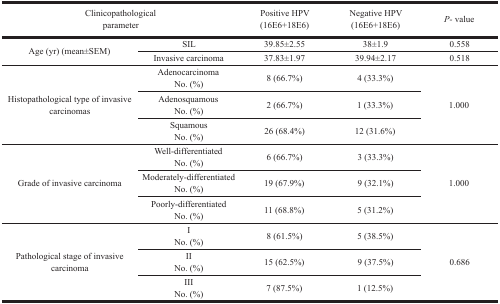 Clinicopathological parameter Positive HPV (16E6+18E6) Negative HPV (16E6+18E6) P- value
Age (yr) (mean±SEM) SIL 39.85±2.55 38±1.9 0.558
Invasive carcinoma 37.83±1.97 39.94±2.17 0.518
Histopathological type of invasive carcinomas Adenocarcinoma No. (%) 8 (66.7%) 4 (33.3%) 1.000
Adenosquamous No. (%) 2 (66.7%) 1 (33.3%)
Squamous No. (%) 26 (68.4%) 12 (31.6%)
Grade of invasive carcinoma Well-differentiated No. (%) 6 (66.7%) 3 (33.3%) 1.000
Moderately-differentiated No. (%) 19 (67.9%) 9 (32.1%)
Poorly-differentiated No. (%) 11 (68.8%) 5 (31.2%)
Pathological stage of invasive carcinoma I No. (%) 8 (61.5%) 5 (38.5%) 0.686
II No. (%) 15 (62.5%) 9 (37.5%)
III No. (%) 7 (87.5%) 1 (12.5%)